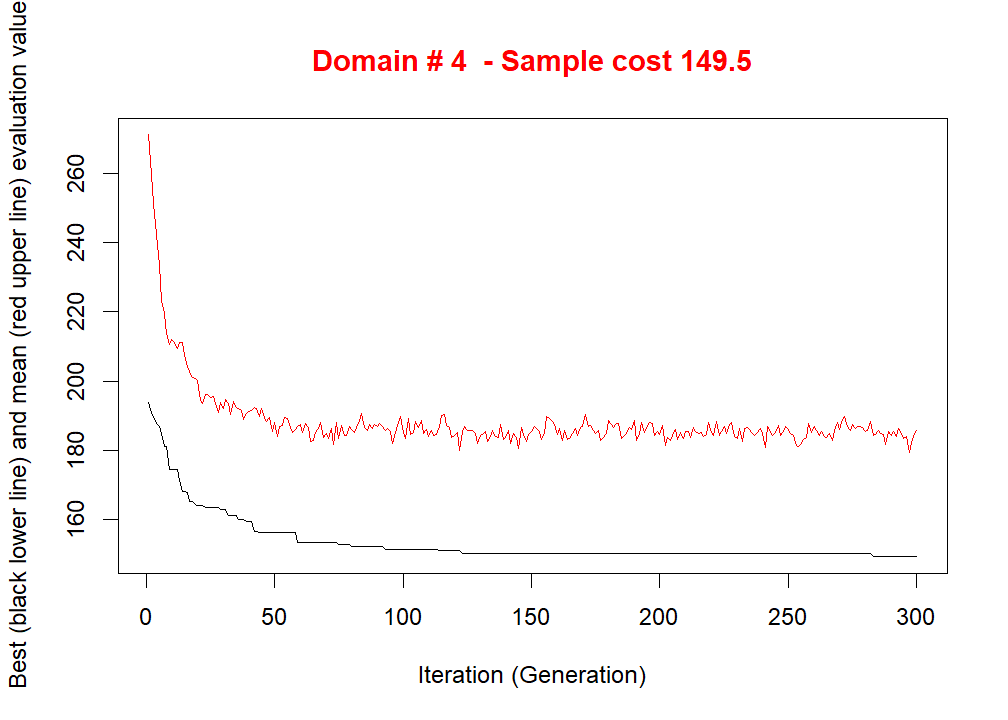 Domain # 4  - Sample cost 149.5
Best (black lower line) and mean (red upper line) evaluation value
260
240
220
200
180
160
0 50 100 150 200 250 300
Iteration (Generation)